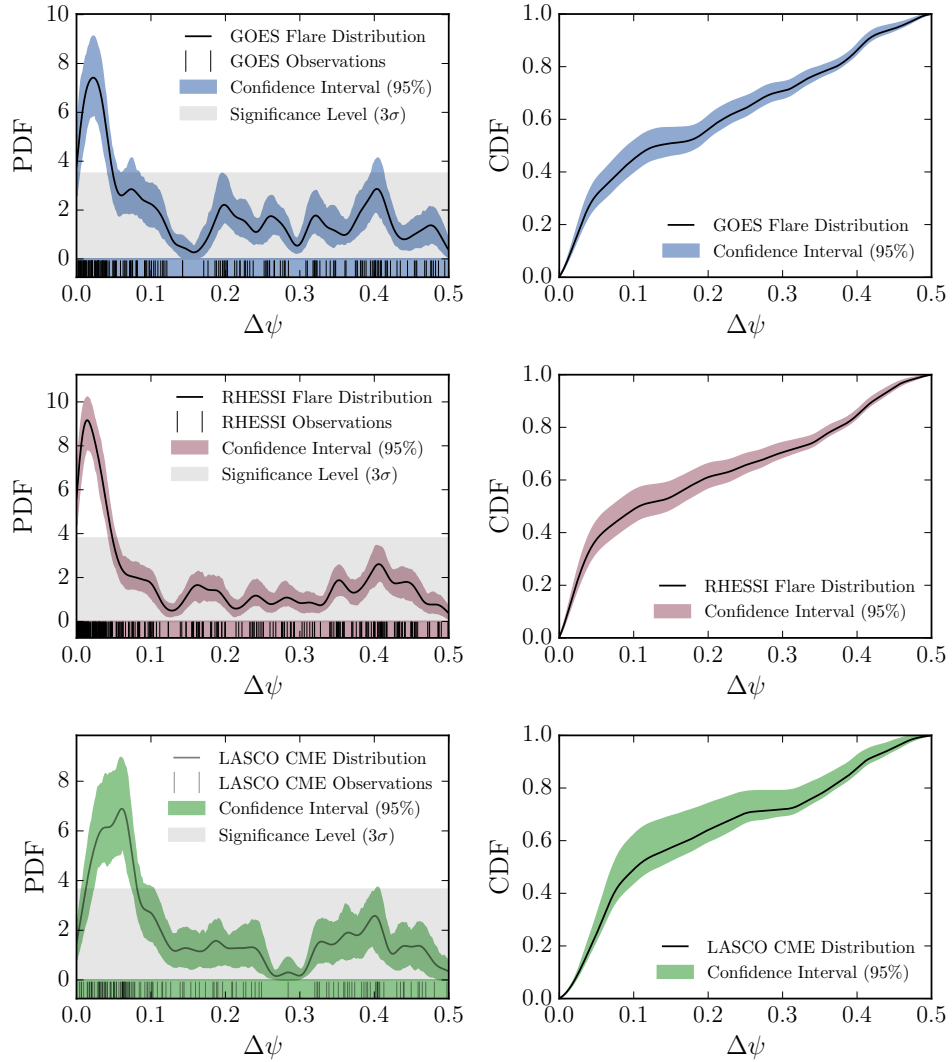 10
8
6
4
2
0
PDF
GOES Flare Distribution
GOES Observations
Confidence Interval (95%)
Significance Level (3σ)
0.0 0.1 0.2 0.3 0.4 0.5
Δψ
1.0
0.8
0.6
0.4
0.2
0.0
CDF
GOES Flare Distribution
Confidence Interval (95%)
0.0 0.1 0.2 0.3 0.4 0.5
Δψ
10
8
6
4
2
0
PDF
RHESSI Flare Distribution
RHESSI Observations
Confidence Interval (95%)
Significance Level (3σ)
0.0 0.1 0.2 0.3 0.4 0.5
Δψ
1.0
0.8
0.6
0.4
0.2
0.0
CDF
RHESSI Flare Distribution
Confidence Interval (95%)
0.0 0.1 0.2 0.3 0.4 0.5
Δψ
8
6
4
2
0
PDF
LASCO CME Distribution
LASCO CME Observations
Confidence Interval (95%)
Significance Level (3σ)
0.0 0.1 0.2 0.3 0.4 0.5
Δψ
1.0
0.8
0.6
0.4
0.2
0.0
CDF
LASCO CME Distribution
Confidence Interval (95%)
0.0 0.1 0.2 0.3 0.4 0.5
Δψ